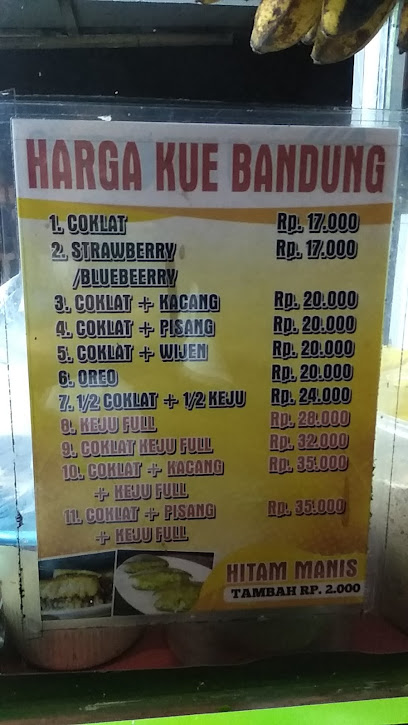 HARGA KUE BANDUNG
1. COKLAT Rp. 17.000
2. STRAWBERRY Rp. 17.000
/BLUEBEERRY
3. COKLAT + KACANG Rp. 20.000
4. COKLAT + PISANG Rp. 20.000
5. COKLAT + WIJEN Rp. 20.000
6. OREO Rp. 20.000
7. 1/2 COKLAT + 1/2 KEJU Rp. 24.000
8. KEJU FULL Rp. 28.000
9. COKLAT KEJU FULL Rp. 32.000
10. COKLAT + KACANG Rp. 35.000
+ KEJU FULL
11. COKLAT + PISANG Rp. 35.000
+ KEJU FULL
HITAM MANIS
TAMBAH RP. 2.000